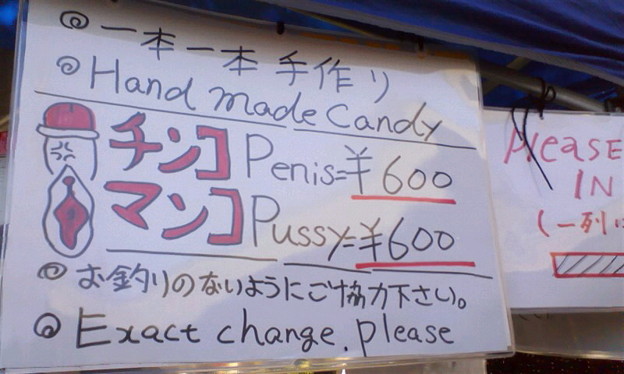 一本一本手作り
Hand made candy
チンコ Penis=¥600
マンコ Pussy=¥600
お釣りのないようにご協力下さい。
Exact change. please
Please
IN
(一列に